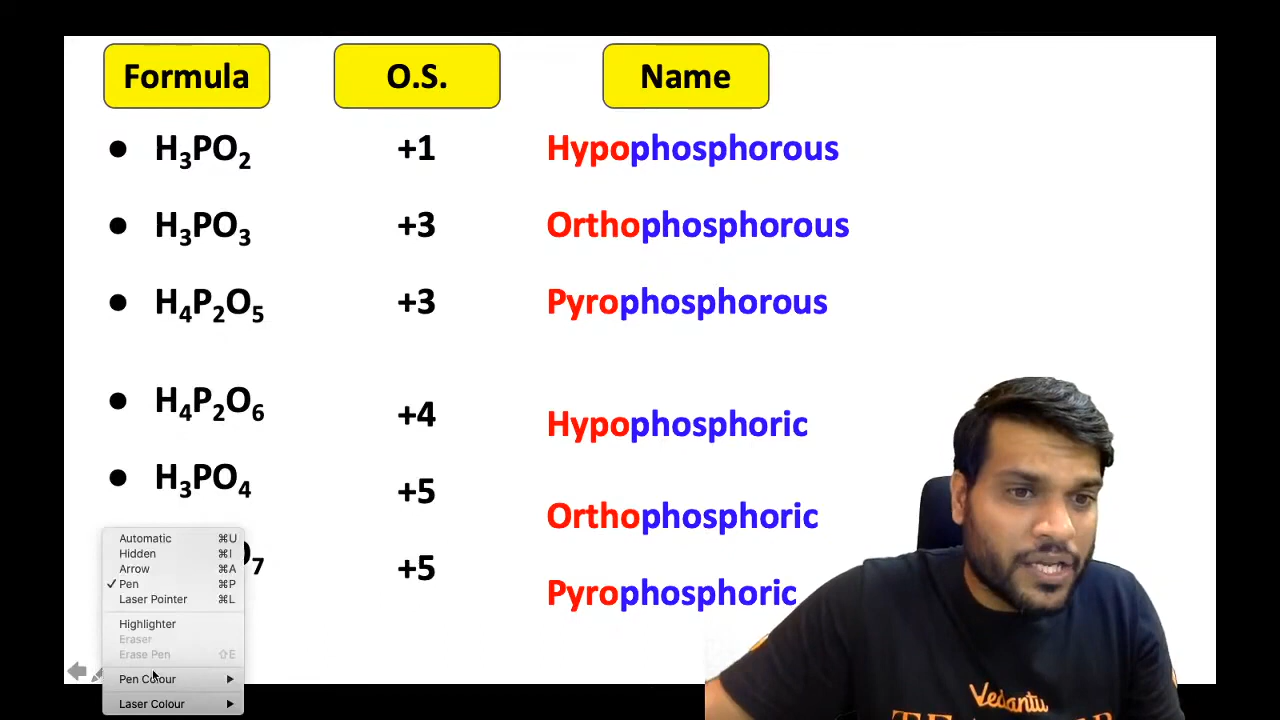 Formula O.S. Name
● H₃PO₂ +1 Hypophosphorous
● H₃PO₃ +3 Orthophosphorous
● H₄P₂O₅ +3 Pyrophosphorous
● H₄P₂O₆ +4 Hypophosphoric
● H₃PO₄ +5 Orthophosphoric
₇ +5 Pyrophosphoric
Automatic ⌘U
Hidden ⌘I
Arrow ⌘A
✓ Pen ⌘P
Laser Pointer ⌘L
Highlighter
Eraser
Erase Pen ⇧E
Pen Colour ▶
Laser Colour ▶
Vedantu